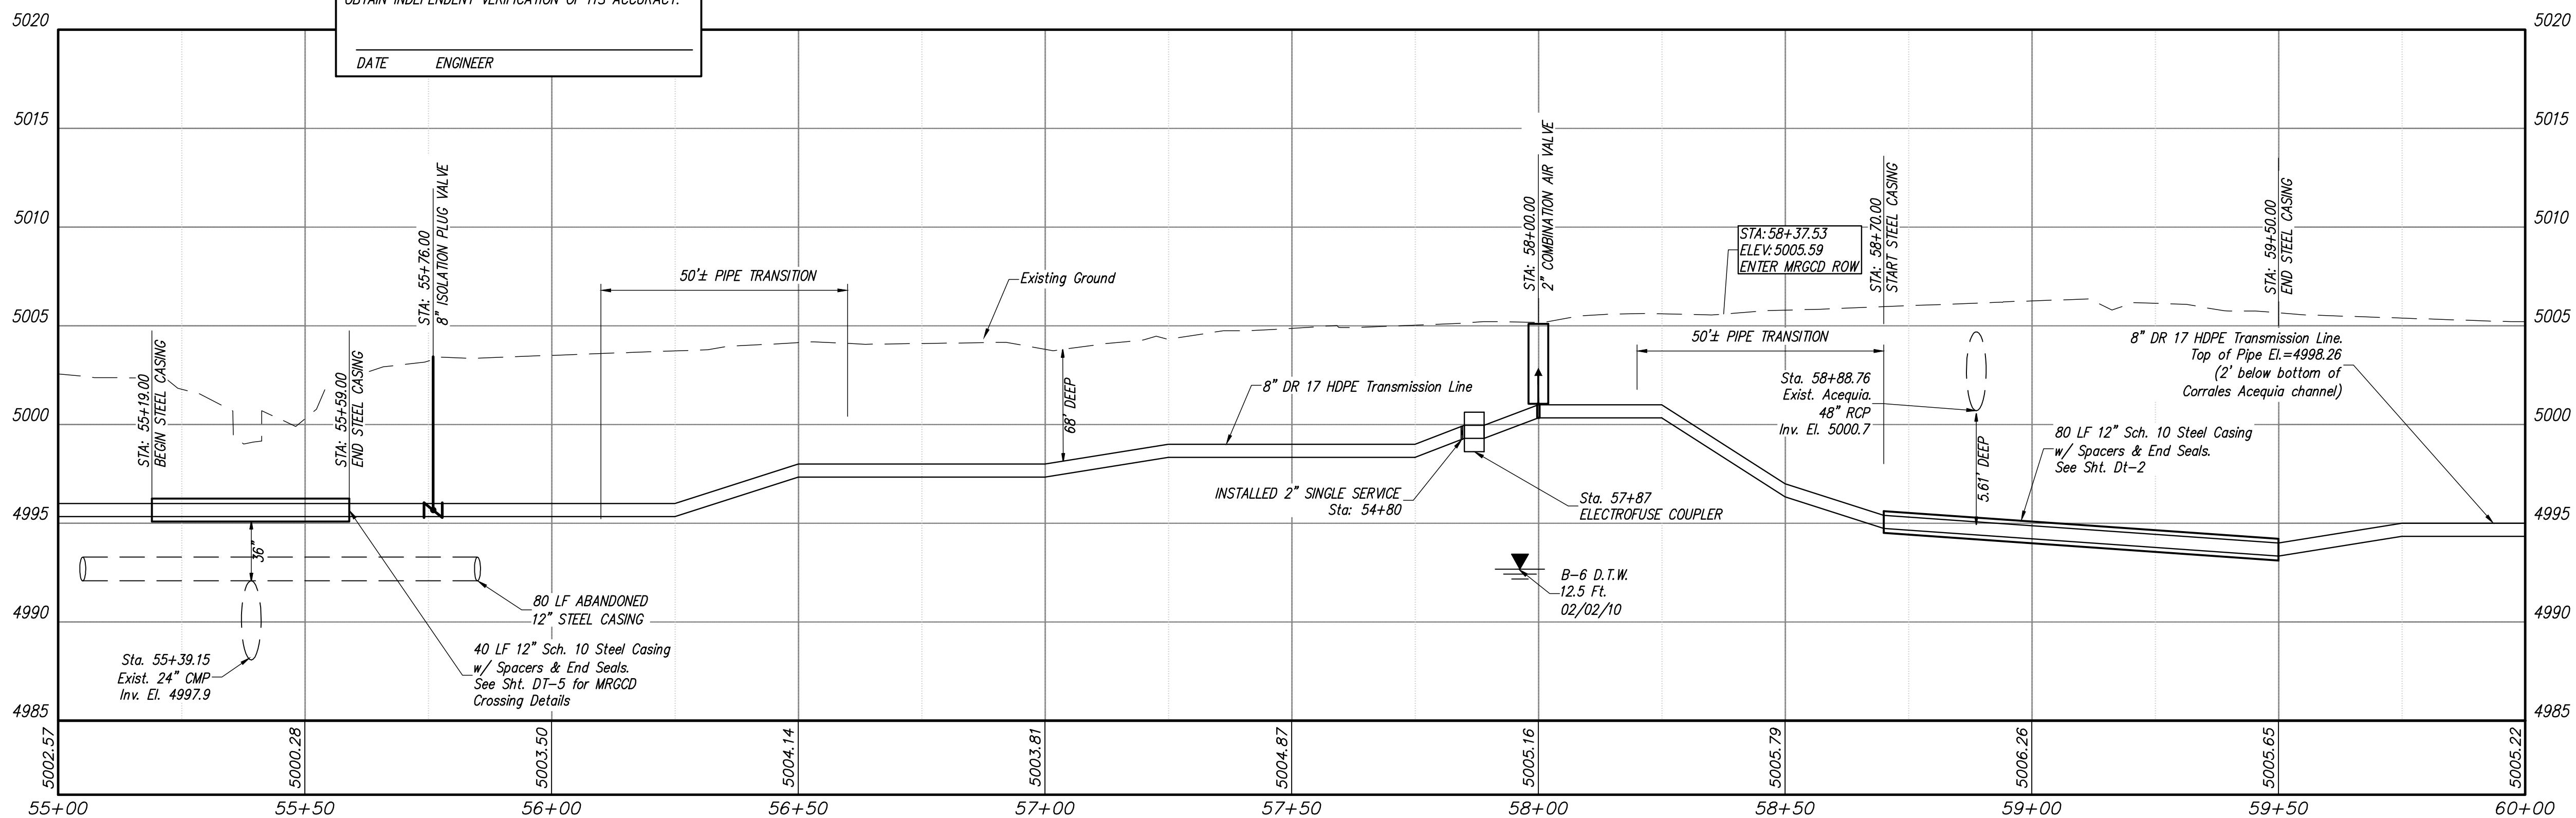 OBTAIN INDEPENDENT VERIFICATION OF ITS ACCURACY.
DATE ENGINEER
5020
5015
5010
5005
5000
4995
4990
4985
5020
5015
5010
5005
5000
4995
4990
4985
STA: 55+19.00
BEGIN STEEL CASING
STA: 55+59.00
END STEEL CASING
STA: 55+76.00
8" ISOLATION PLUG VALVE
50'± PIPE TRANSITION
Existing Ground
68' DEEP
8" DR 17 HDPE Transmission Line
STA: 58+00.00
2" COMBINATION AIR VALVE
STA:58+37.53
ELEV:5005.59
ENTER MRGCD ROW
STA: 58+70.00
START STEEL CASING
STA: 59+50.00
END STEEL CASING
50'± PIPE TRANSITION
Sta. 58+88.76
Exist. Acequia.
48" RCP
Inv. El. 5000.7
5.61' DEEP
8" DR 17 HDPE Transmission Line.
Top of Pipe El.=4998.26
(2' below bottom of
Corrales Acequia channel)
80 LF 12" Sch. 10 Steel Casing
w/ Spacers & End Seals.
See Sht. Dt-2
INSTALLED 2" SINGLE SERVICE
Sta: 54+80
Sta. 57+87
ELECTROFUSE COUPLER
B-6 D.T.W.
12.5 Ft.
02/02/10
36"
80 LF ABANDONED
12" STEEL CASING
40 LF 12" Sch. 10 Steel Casing
w/ Spacers & End Seals.
See Sht. DT-5 for MRGCD
Crossing Details
Sta. 55+39.15
Exist. 24" CMP
Inv. El. 4997.9
5002.57
5000.28
5003.50
5004.14
5003.81
5004.87
5005.16
5005.79
5006.26
5005.65
5005.22
55+00
55+50
56+00
56+50
57+00
57+50
58+00
58+50
59+00
59+50
60+00